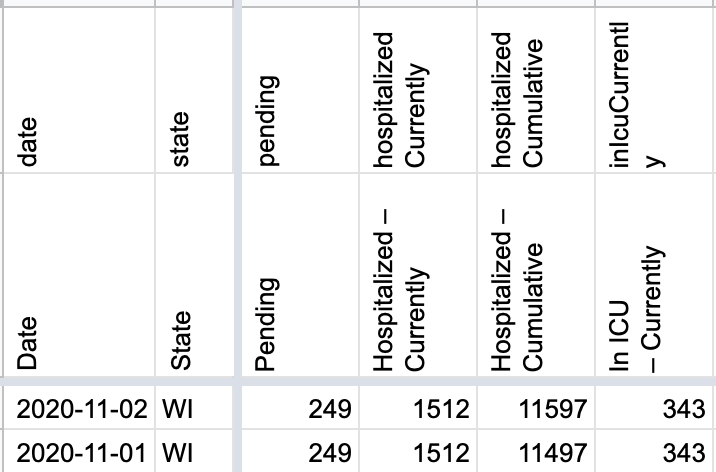 date state pending hospitalized Currently hospitalized Cumulative inIcuCurrentl y
Date State Pending Hospitalized – Currently Hospitalized – Cumulative In ICU – Currently
2020-11-02 WI 249 1512 11597 343
2020-11-01 WI 249 1512 11497 343